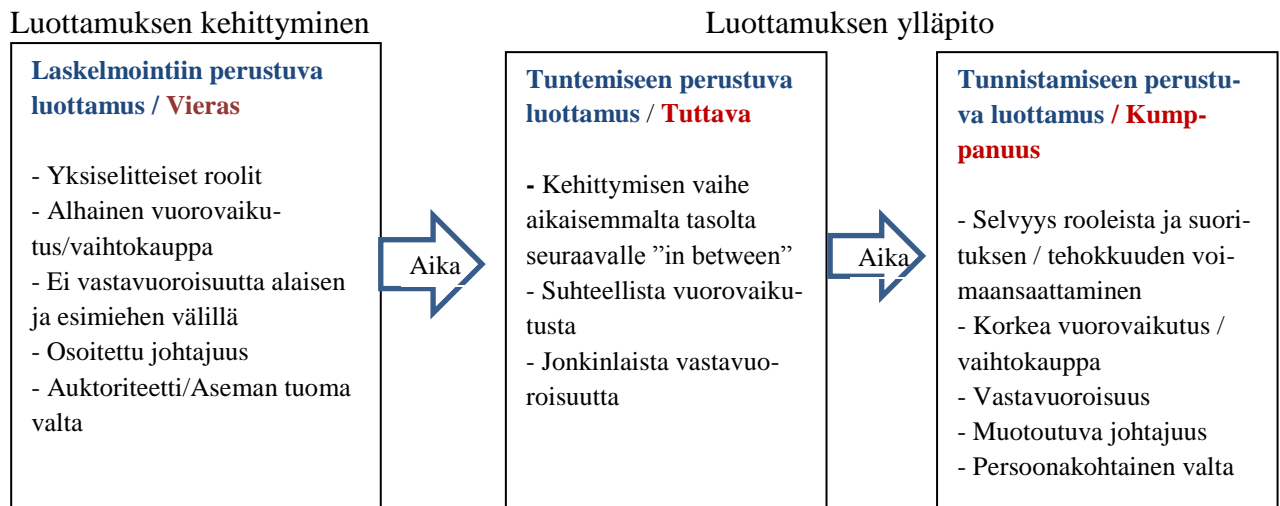 Luottamuksen kehittyminen
Luottamuksen ylläpito
Laskelmointiin perustuva
luottamus / Vieras
- Yksiselitteiset roolit
- Alhainen vuorovaiku-
tus/vaihtokauppa
- Ei vastavuoroisuutta alaisen
ja esimiehen välillä
- Osoitettu johtajuus
- Auktoriteetti/Aseman tuoma
valta
Aika
Tuntemiseen perustuva
luottamus / Tuttava
- Kehittymisen vaihe
aikaisemmalta tasolta
seuraavalle ”in between”
- Suhteellista vuorovaiku-
tusta
- Jonkinlaista vastavuo-
roisuutta
Aika
Tunnistamiseen perustu-
va luottamus / Kump-
panuus
- Selvyys rooleista ja suori-
tuksen / tehokkuuden voi-
maansaattaminen
- Korkea vuorovaikutus /
vaihtokauppa
- Vastavuoroisuus
- Muotoutuva johtajuus
- Persoonakohtainen valta